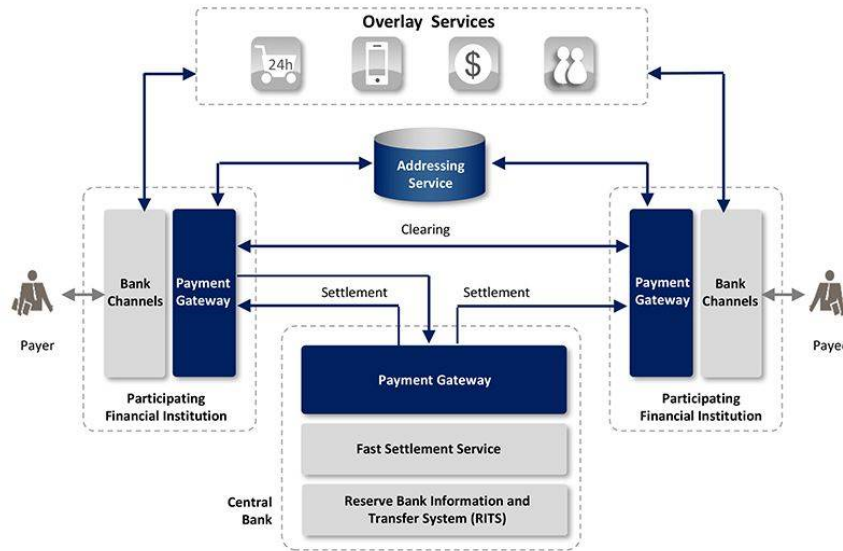 Overlay Services
24h
$
Addressing
Service
Clearing
Bank
Channels
Payment
Gateway
Payment
Gateway
Bank
Channels
Settlement
Settlement
Payer
Payee
Payment Gateway
Participating
Financial Institution
Participating
Financial Institution
Fast Settlement Service
Central
Bank
Reserve Bank Information and
Transfer System (RITS)